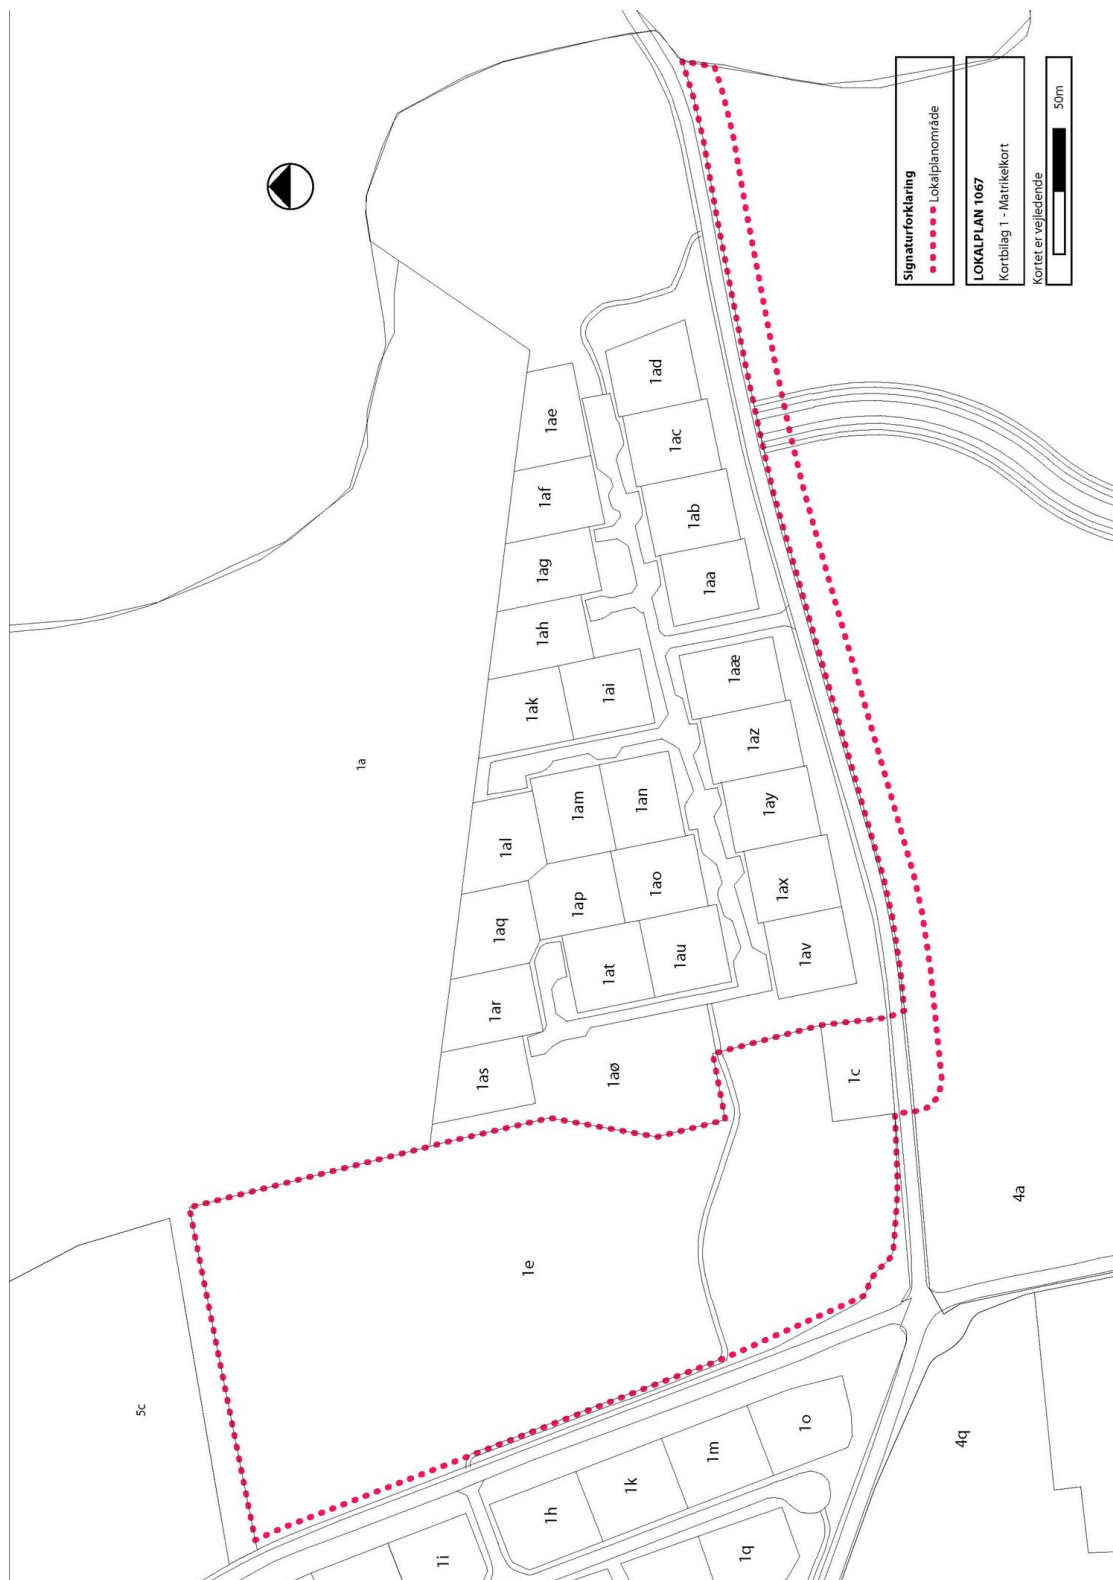 Signaturforklaring
Lokalplanområde
LOKALPLAN 1067
Kortbilag 1 - Matrikelkort
Kortet er vejledende
50m
5c
1a
1as
1ar
1aq
1al
1ak
1ah
1ag
1af
1ae
1ai
1am
1an
1ap
1ao
1at
1au
1aø
1ad
1ac
1ab
1aa
1aæ
1az
1ay
1ax
1av
1c
1e
4a
4q
1i
1h
1k
1m
1o
1q